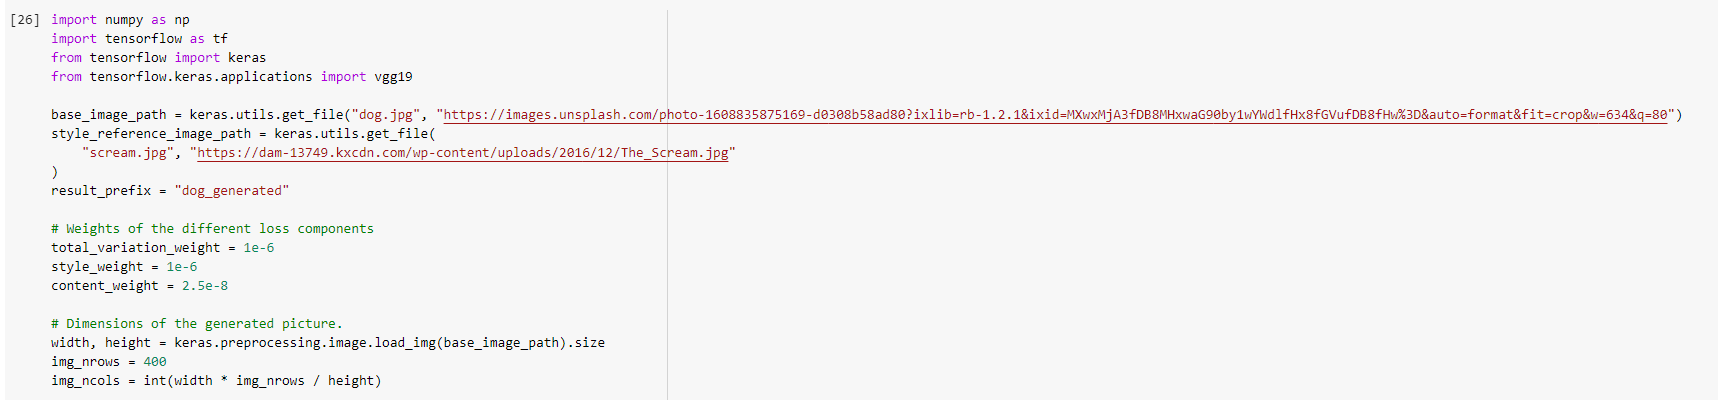 [26] import numpy as np
import tensorflow as tf
from tensorflow import keras
from tensorflow.keras.applications import vgg19
base_image_path = keras.utils.get_file("dog.jpg", "https://images.unsplash.com/photo-1608835875169-d0308b58ad80?ixlib=rb-1.2.1&ixid=MXwxMjA3fDB8MHxwaG90by1wYWdlfHx8fGVufDB8fHw%3D&auto=format&fit=crop&w=634&q=80")
style_reference_image_path = keras.utils.get_file(
    "scream.jpg", "https://dam-13749.kxcdn.com/wp-content/uploads/2016/12/The_Scream.jpg"
)
result_prefix = "dog_generated"
# Weights of the different loss components
total_variation_weight = 1e-6
style_weight = 1e-6
content_weight = 2.5e-8
# Dimensions of the generated picture.
width, height = keras.preprocessing.image.load_img(base_image_path).size
img_nrows = 400
img_ncols = int(width * img_nrows / height)